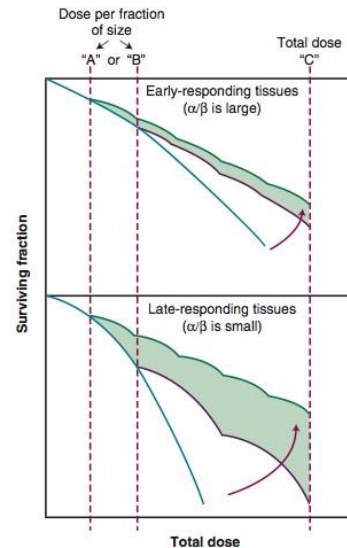 Dose per fraction
of size
"A" or "B"
Total dose
"C"
Early-responding tissues
(α/β is large)
Surviving fraction
Late-responding tissues
(α/β is small)
Total dose